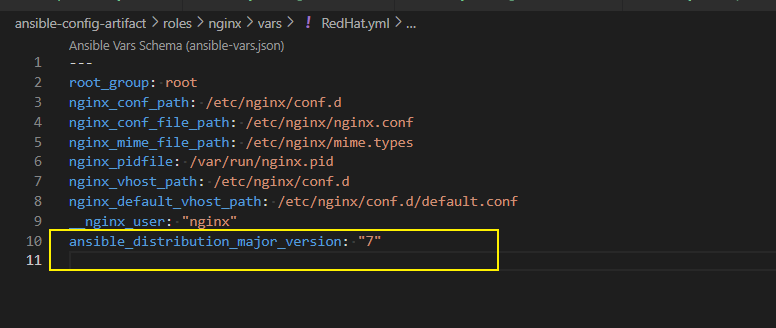 ansible-config-artifact > roles > nginx > vars > ! RedHat.yml > ...
Ansible Vars Schema (ansible-vars.json)
1 ---
2 root_group: root
3 nginx_conf_path: /etc/nginx/conf.d
4 nginx_conf_file_path: /etc/nginx/nginx.conf
5 nginx_mime_file_path: /etc/nginx/mime.types
6 nginx_pidfile: /var/run/nginx.pid
7 nginx_vhost_path: /etc/nginx/conf.d
8 nginx_default_vhost_path: /etc/nginx/conf.d/default.conf
9 __nginx_user: "nginx"
10 ansible_distribution_major_version: "7"
11